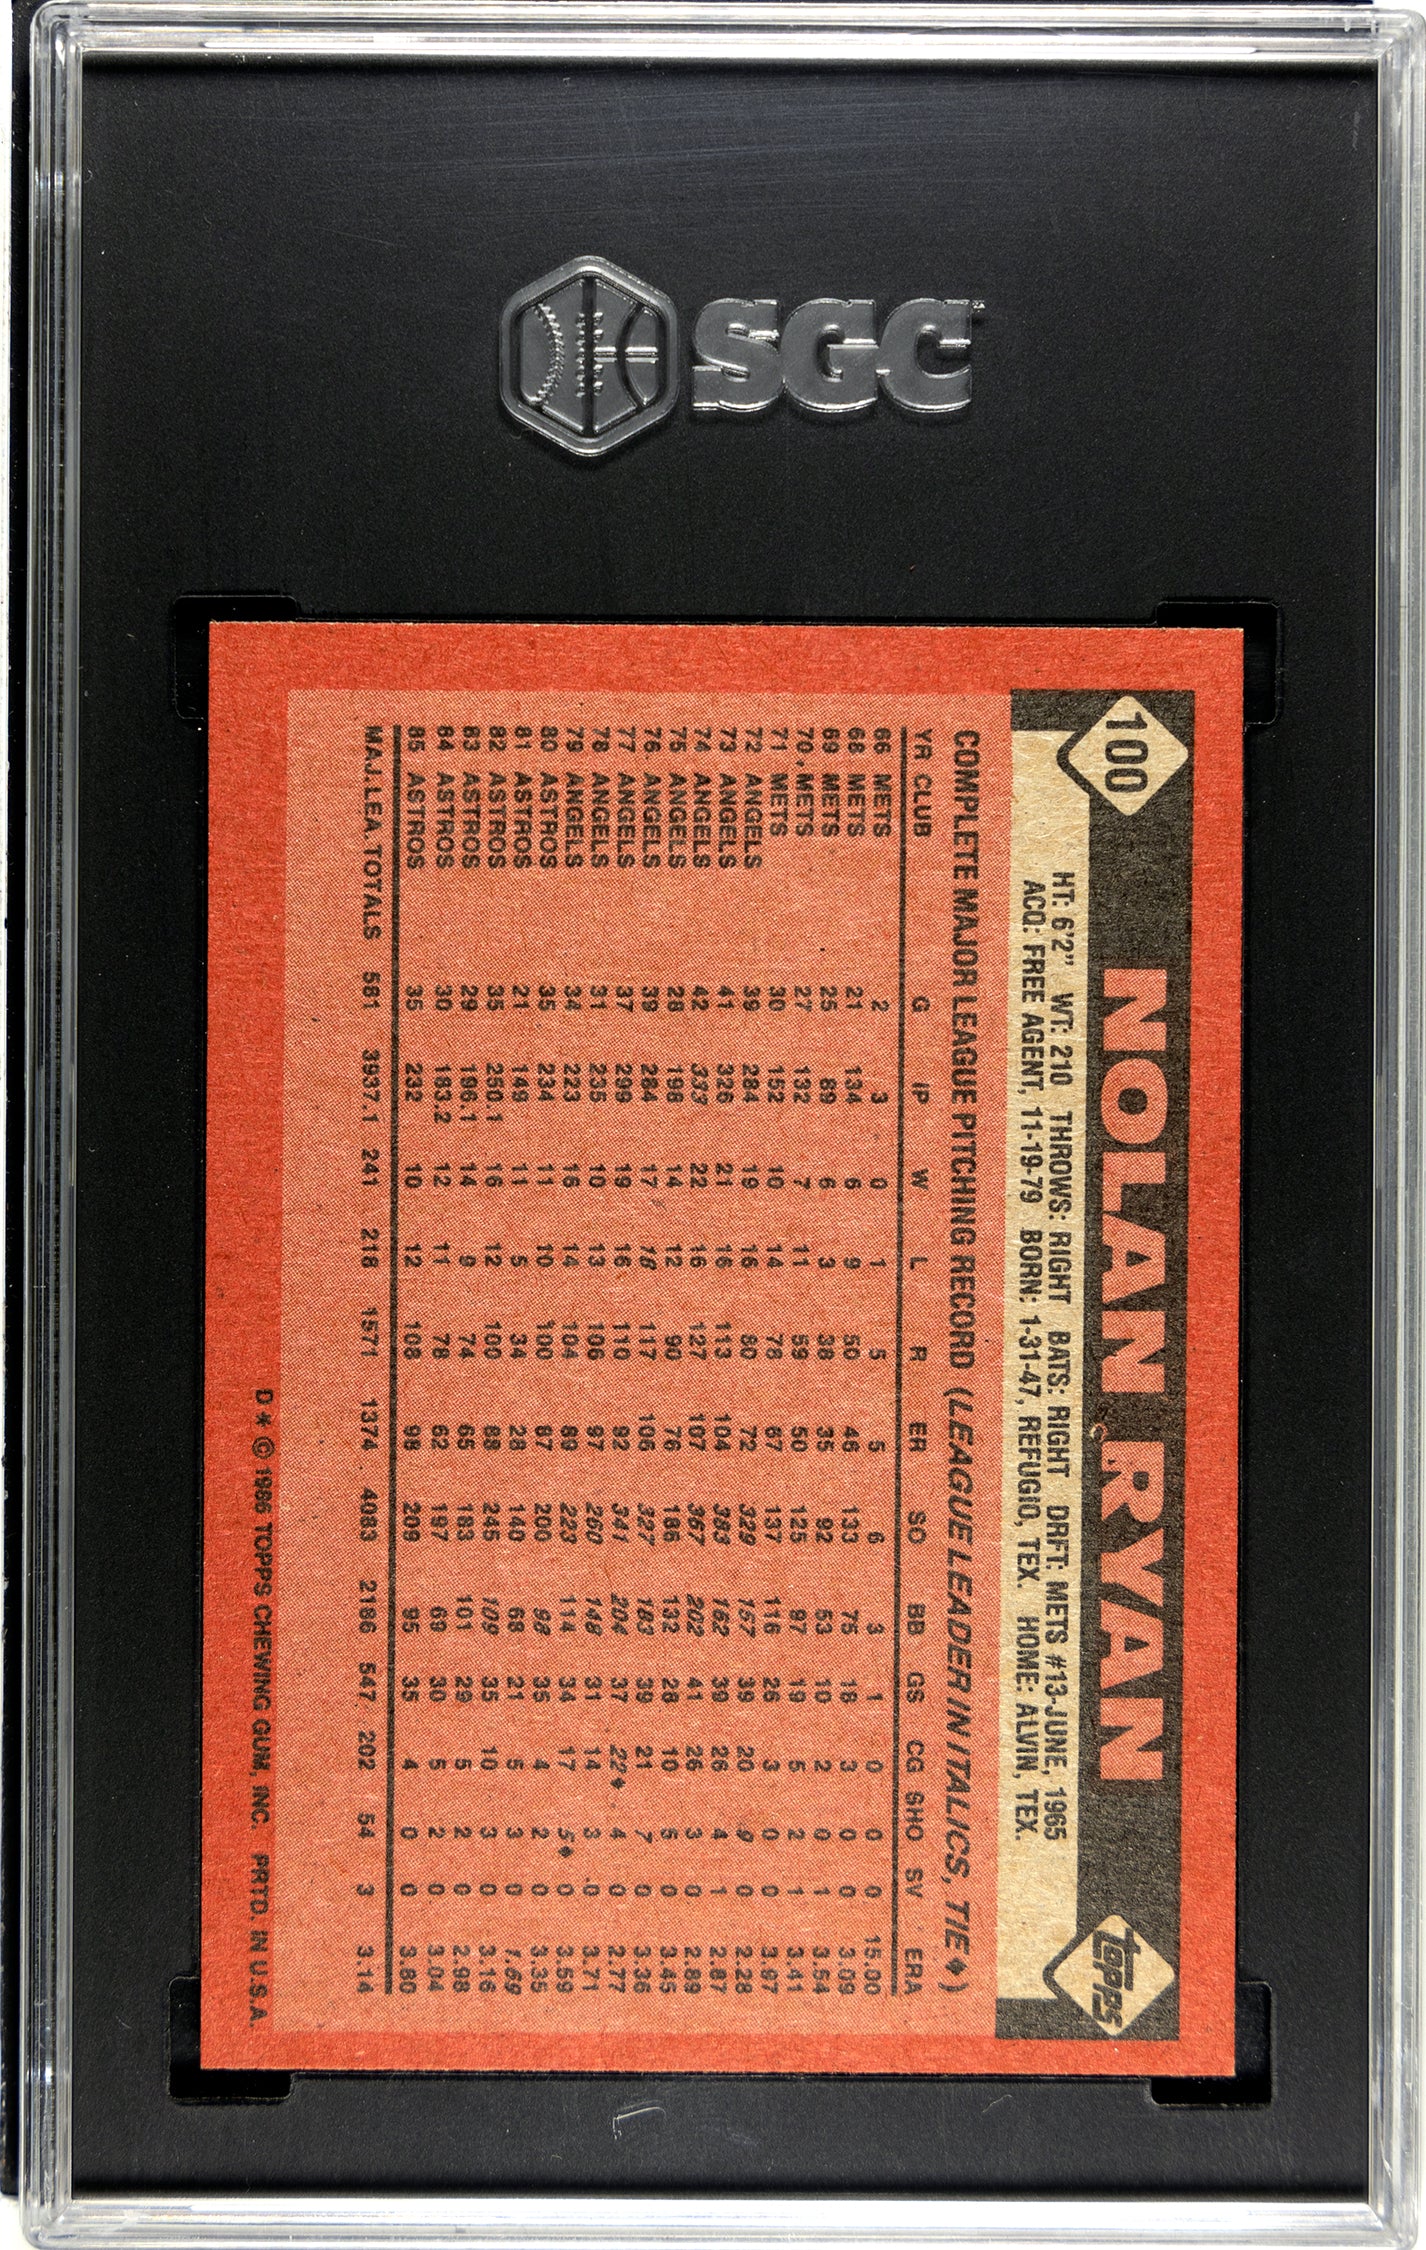 SGC
100 NOLAN RYAN TOPPS
HT: 6'2" WT: 210 THROWS: RIGHT BATS: RIGHT DRFT: METS #13-JUNE, 1965
ACQ: FREE AGENT, 11-19-79 BORN: 1-31-47, REFUGIO, TEX. HOME: ALVIN, TEX.
COMPLETE MAJOR LEAGUE PITCHING RECORD (LEAGUE LEADER IN ITALICS, TIE♦)
YR CLUB G IP W L R ER SO BB GS CG SHO SV ERA
66 METS 2 3 0 1 5 5 6 3 1 0 0 0 15.00
68 METS 21 134 6 9 50 46 133 75 18 3 0 0 3.09
69 METS 25 89 6 3 38 35 92 53 10 2 0 1 3.54
70 METS 27 132 7 11 59 50 125 97 19 5 2 1 3.41
71 METS 30 152 10 14 78 67 137 116 26 3 0 0 3.97
72 ANGELS 39 284 19 16 80 72 329 157 39 20 9 0 2.28
73 ANGELS 41 326 21 16 113 104 383 162 39 26 4 1 2.87
74 ANGELS 42 333 22 16 127 107 367 202 41 26 3 0 2.89
75 ANGELS 28 198 14 12 90 76 186 132 28 10 5 0 3.45
76 ANGELS 39 284 17 18 117 106 327 183 39 21 7 0 3.36
77 ANGELS 37 299 19 16 110 92 341 204 37 22♦ 4 0 2.77
78 ANGELS 31 235 10 13 106 97 260 148 31 14 3 0 3.71
79 ANGELS 34 223 16 14 104 89 223 114 34 17 5♦ 0 3.59
80 ASTROS 35 234 11 10 100 87 200 98 35 4 2 0 3.35
81 ASTROS 21 149 11 5 34 28 140 68 21 5 3 0 1.69
82 ASTROS 35 250.1 16 12 100 88 245 109 35 10 3 0 3.16
83 ASTROS 29 196.1 14 9 74 65 183 101 29 5 2 0 2.98
84 ASTROS 30 183.2 12 11 78 62 197 69 30 5 2 0 3.04
85 ASTROS 35 232 10 12 108 98 209 95 35 4 0 0 3.80
MAJ. LEA TOTALS 581 3937.1 241 218 1571 1374 4083 2186 547 202 54 3 3.14
D * © 1986 TOPPS CHEWING GUM, INC. PRTD. IN U.S.A.